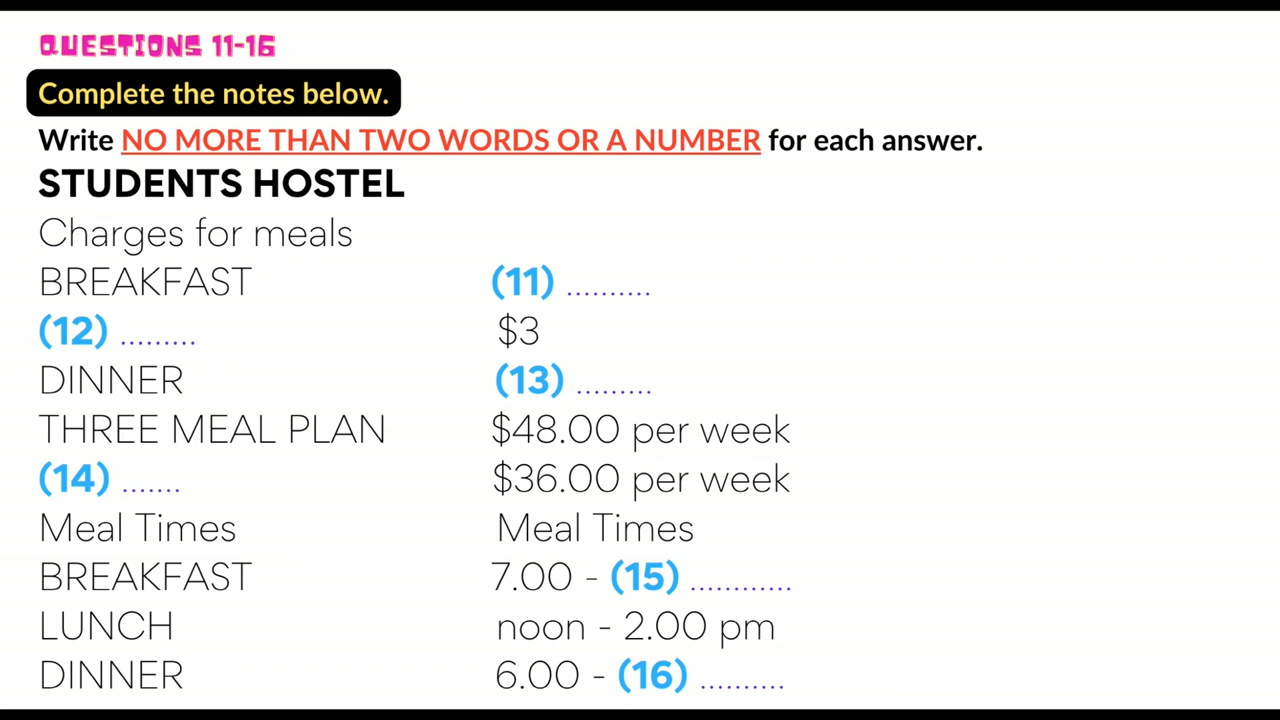 QUESTIONS 11-16
Complete the notes below.
Write NO MORE THAN TWO WORDS OR A NUMBER for each answer.
STUDENTS HOSTEL
Charges for meals
BREAKFAST (11) ..........
(12) ......... $3
DINNER (13) .........
THREE MEAL PLAN $48.00 per week
(14) ....... $36.00 per week
Meal Times Meal Times
BREAKFAST 7.00 - (15) ............
LUNCH noon - 2.00 pm
DINNER 6.00 - (16) ..........